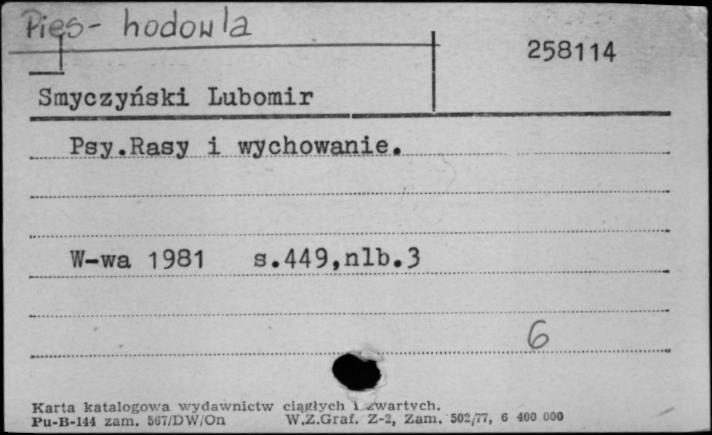 Pies - hodowla
258114
Smyczyński Lubomir
Psy.Rasy i wychowanie.
W-wa 1981 s.449,nlb.3
6
Karta katalogowa wydawnictw ciągłych i zwartych.
Pu-B-144 zam. 567/DW/On W.Z.Graf. Z-2, Zam. 502/77, 6 400 000